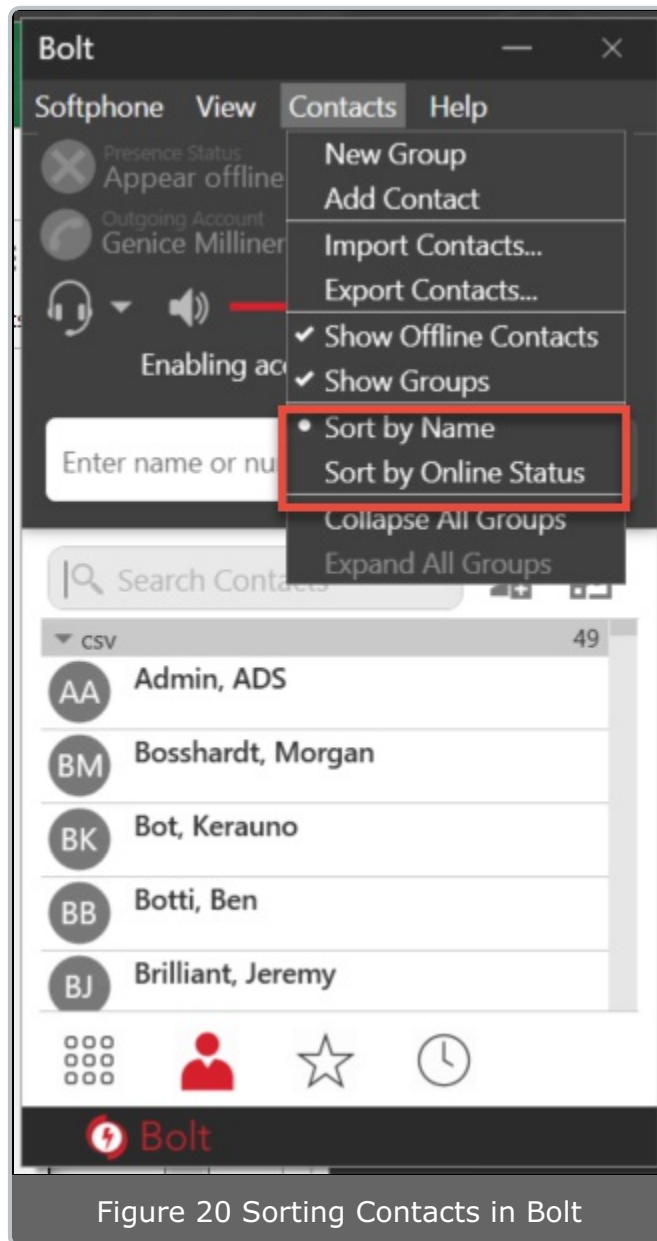 Bolt
Softphone View Contacts Help
Presence Status
Appear offline
Outgoing Account
Genice Milliner
Enabling acc
Enter name or nu
New Group
Add Contact
Import Contacts...
Export Contacts...
Show Offline Contacts
Show Groups
Sort by Name
Sort by Online Status
Collapse All Groups
Expand All Groups
Search Contacts
csv 49
AA Admin, ADS
BM Bosshardt, Morgan
BK Bot, Kerauno
BB Botti, Ben
BJ Brilliant, Jeremy
Bolt
Figure 20 Sorting Contacts in Bolt